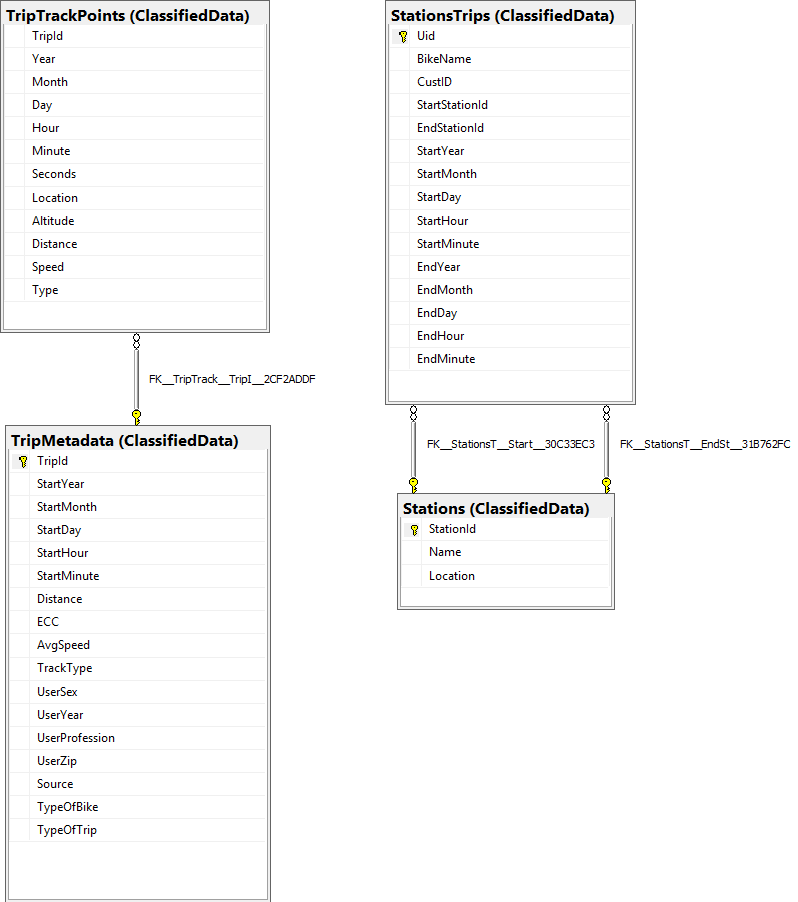 TripTrackPoints (ClassifiedData)
TripId
Year
Month
Day
Hour
Minute
Seconds
Location
Altitude
Distance
Speed
Type
FK__TripTrack__TripI__2CF2ADDF
TripMetadata (ClassifiedData)
TripId
StartYear
StartMonth
StartDay
StartHour
StartMinute
Distance
ECC
AvgSpeed
TrackType
UserSex
UserYear
UserProfession
UserZip
Source
TypeOfBike
TypeOfTrip
StationsTrips (ClassifiedData)
Uid
BikeName
CustID
StartStationId
EndStationId
StartYear
StartMonth
StartDay
StartHour
StartMinute
EndYear
EndMonth
EndDay
EndHour
EndMinute
FK__StationsT__Start__30C33EC3
FK__StationsT__EndSt__31B762FC
Stations (ClassifiedData)
StationId
Name
Location